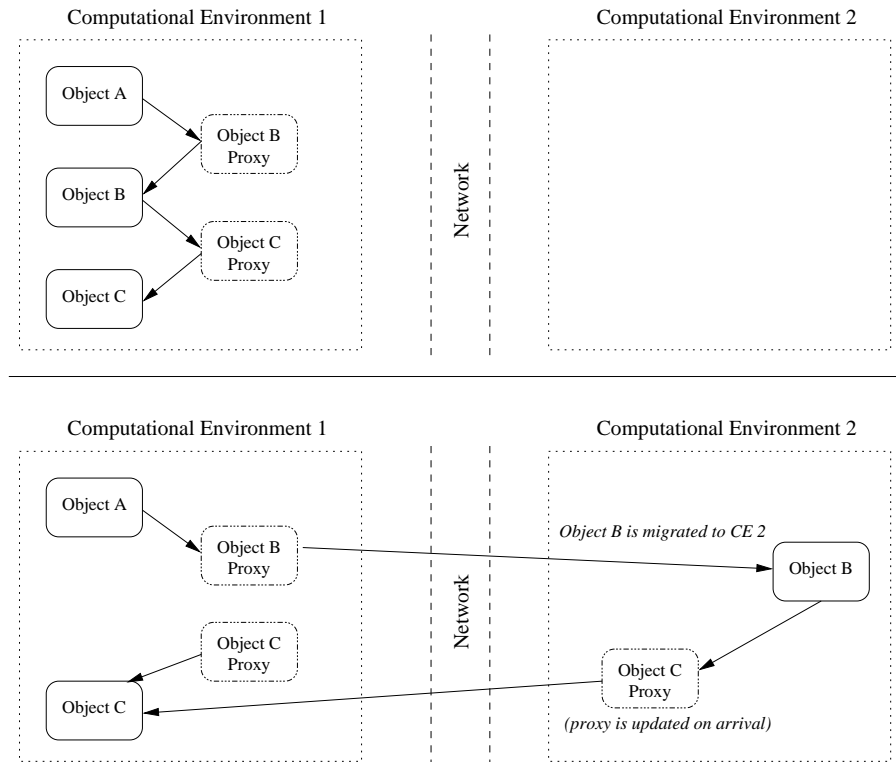 Computational Environment 1
Computational Environment 2
Object A
Object B
Proxy
Object B
Object C
Proxy
Object C
Network
Computational Environment 1
Computational Environment 2
Object A
Object B is migrated to CE 2
Object B
Proxy
Object B
Object C
Proxy
Network
Object C
Proxy
Object C
(proxy is updated on arrival)